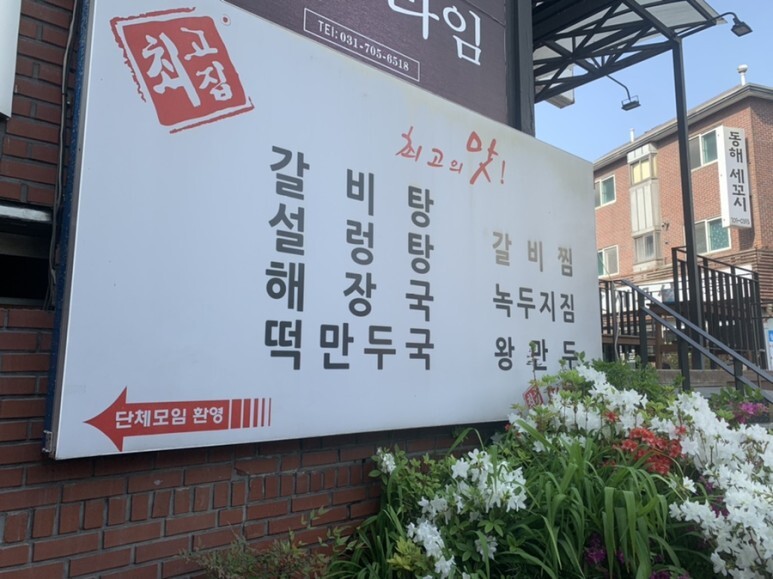 라임
TEl: 031-705-6518
최고집
최고의 맛!
갈비탕
설렁탕
해장국
떡만두국
갈비찜
녹두지짐
왕만두
단체모임 환영
동해 세꼬시